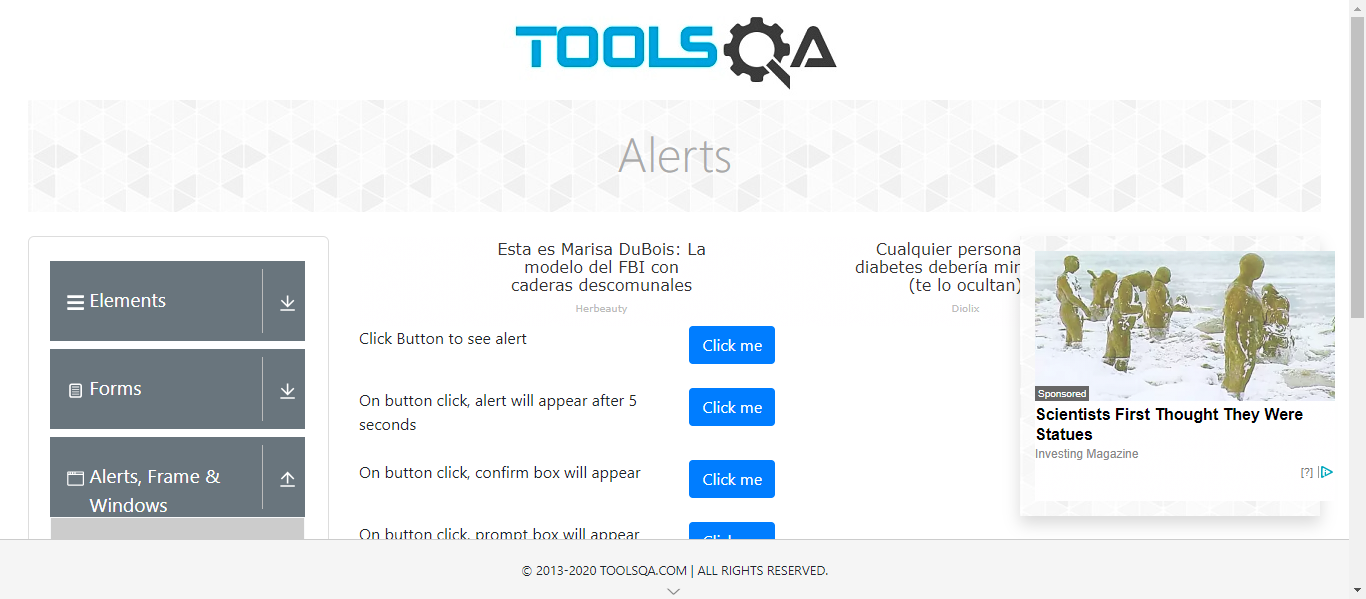 TOOLSQA
Alerts
Elements
Forms
Alerts, Frame &
Windows
Esta es Marisa DuBois: La
modelo del FBI con
caderas descomunales
Herbeauty
Cualquier persona
diabetes debería mir
(te lo ocultan)
Diolix
Click Button to see alert
Click me
On button click, alert will appear after 5
seconds
Click me
On button click, confirm box will appear
Click me
On button click, prompt box will appear
Click me
Sponsored
Scientists First Thought They Were
Statues
Investing Magazine
[?]
© 2013-2020 TOOLSQA.COM | ALL RIGHTS RESERVED.